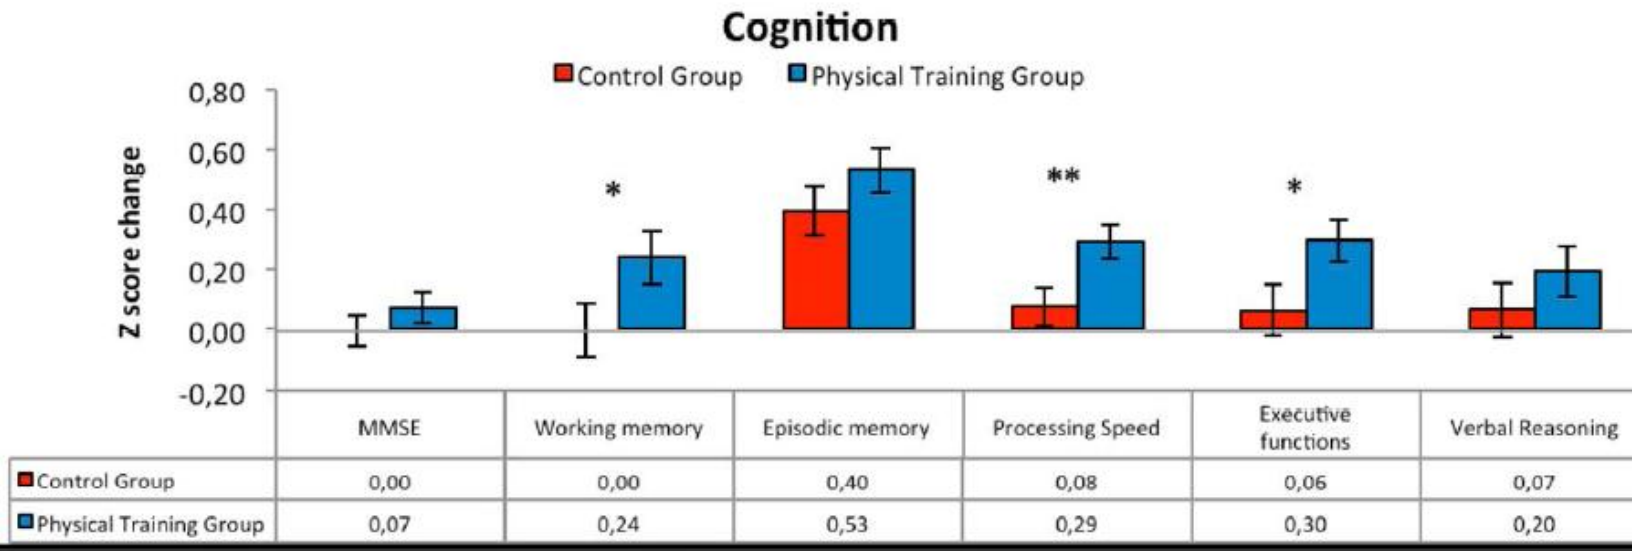 Cognition
Control Group Physical Training Group
0,80
0,60
0,40
0,20
0,00
-0,20
Z score change
*
**
*
MMSE Working memory Episodic memory Processing Speed Executive functions Verbal Reasoning
Control Group 0,00 0,00 0,40 0,08 0,06 0,07
Physical Training Group 0,07 0,24 0,53 0,29 0,30 0,20